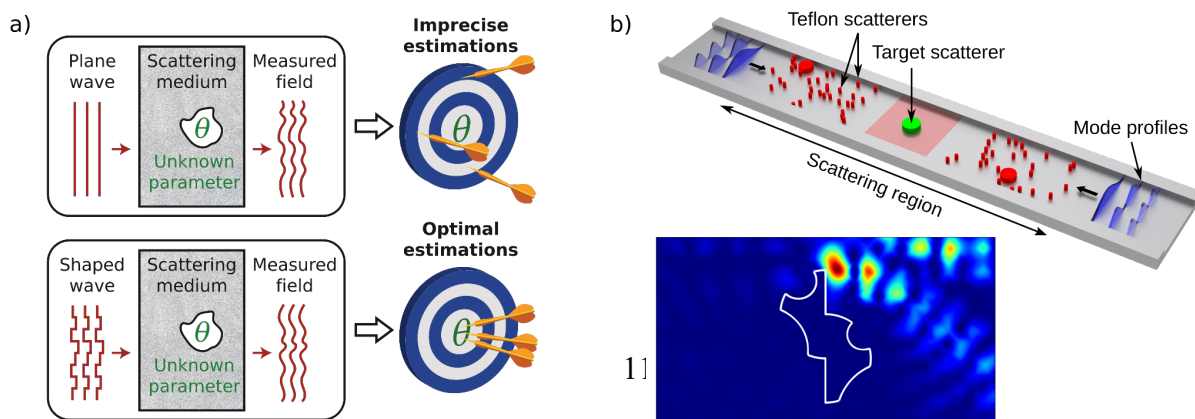 a)
Imprecise
estimations
Plane
wave
Scattering
medium
Measured
field
θ
Unknown
parameter
θ
Optimal
estimations
Shaped
wave
Scattering
medium
Measured
field
θ
Unknown
parameter
θ
b)
Teflon scatterers
Target scatterer
Mode profiles
Scattering region